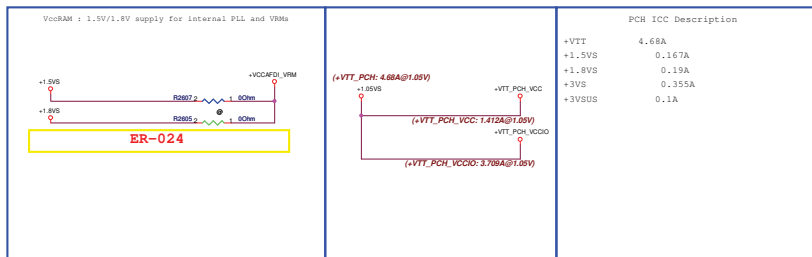 VccRAM : 1.5V/1.8V supply for internal PLL and VRMs
+VCCAFDI_VRM
+1.5VS
R2607 2 1 0Ohm
@
+1.8VS
R2605 2 1 0Ohm
ER-024
(+VTT_PCH: 4.68A@1.05V)
+1.05VS
+VTT_PCH_VCC
(+VTT_PCH_VCC: 1.412A@1.05V)
+VTT_PCH_VCCIO
(+VTT_PCH_VCCIO: 3.709A@1.05V)
PCH ICC Description
+VTT 4.68A
+1.5VS 0.167A
+1.8VS 0.19A
+3VS 0.355A
+3VSUS 0.1A